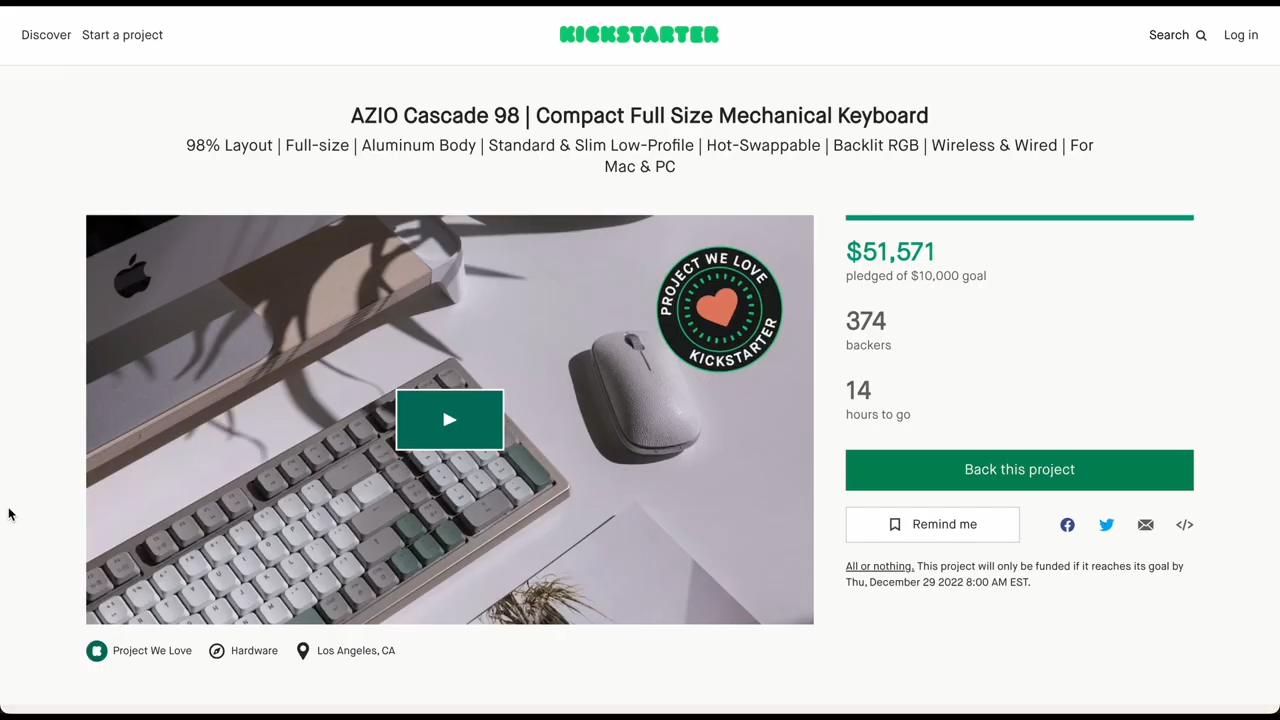 Discover
Start a project
KICKSTARTER
Search
Log in
AZIO Cascade 98 | Compact Full Size Mechanical Keyboard
98% Layout | Full-size | Aluminum Body | Standard & Slim Low-Profile | Hot-Swappable | Backlit RGB | Wireless & Wired | For
Mac & PC
PROJECT WE LOVE
KICKSTARTER
$51,571
pledged of $10,000 goal
374
backers
14
hours to go
Back this project
Remind me
All or nothing. This project will only be funded if it reaches its goal by
Thu, December 29 2022 8:00 AM EST.
Project We Love
Hardware
Los Angeles, CA